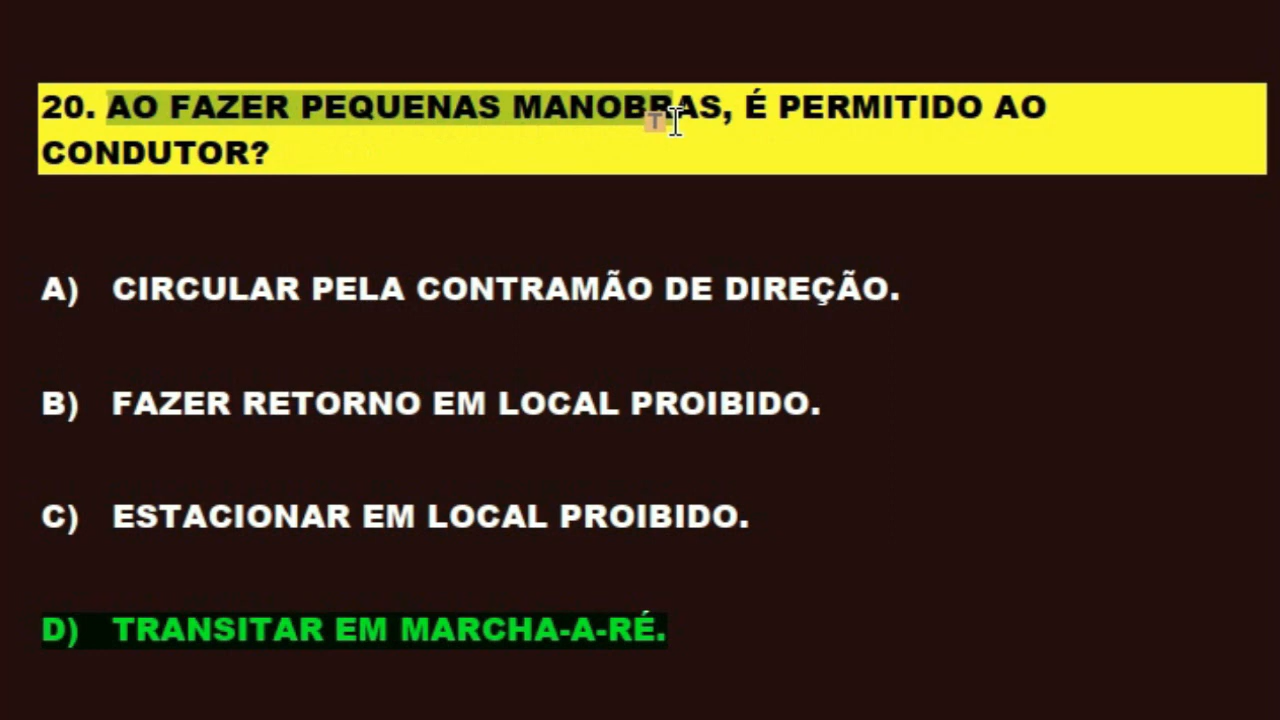 20. AO FAZER PEQUENAS MANOBRAS, É PERMITIDO AO
CONDUTOR?
A) CIRCULAR PELA CONTRAMÃO DE DIREÇÃO.
B) FAZER RETORNO EM LOCAL PROIBIDO.
C) ESTACIONAR EM LOCAL PROIBIDO.
D) TRANSITAR EM MARCHA-A-RÉ.